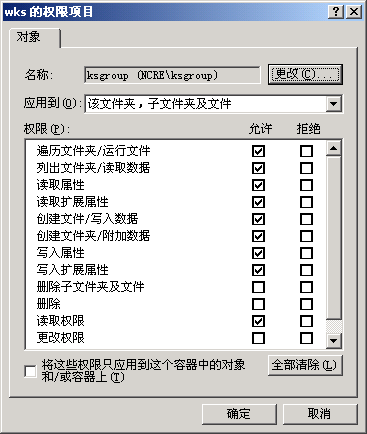 wks 的权限项目
对象
名称: ksgroup (NCRE\ksgroup) 更改(C)...
应用到(O): 该文件夹，子文件夹及文件
权限(P): 允许 拒绝
遍历文件夹/运行文件
列出文件夹/读取数据
读取属性
读取扩展属性
创建文件/写入数据
创建文件夹/附加数据
写入属性
写入扩展属性
删除子文件夹及文件
删除
读取权限
更改权限
将这些权限只应用到这个容器中的对象
和/或容器上(T)
全部清除(L)
确定 取消